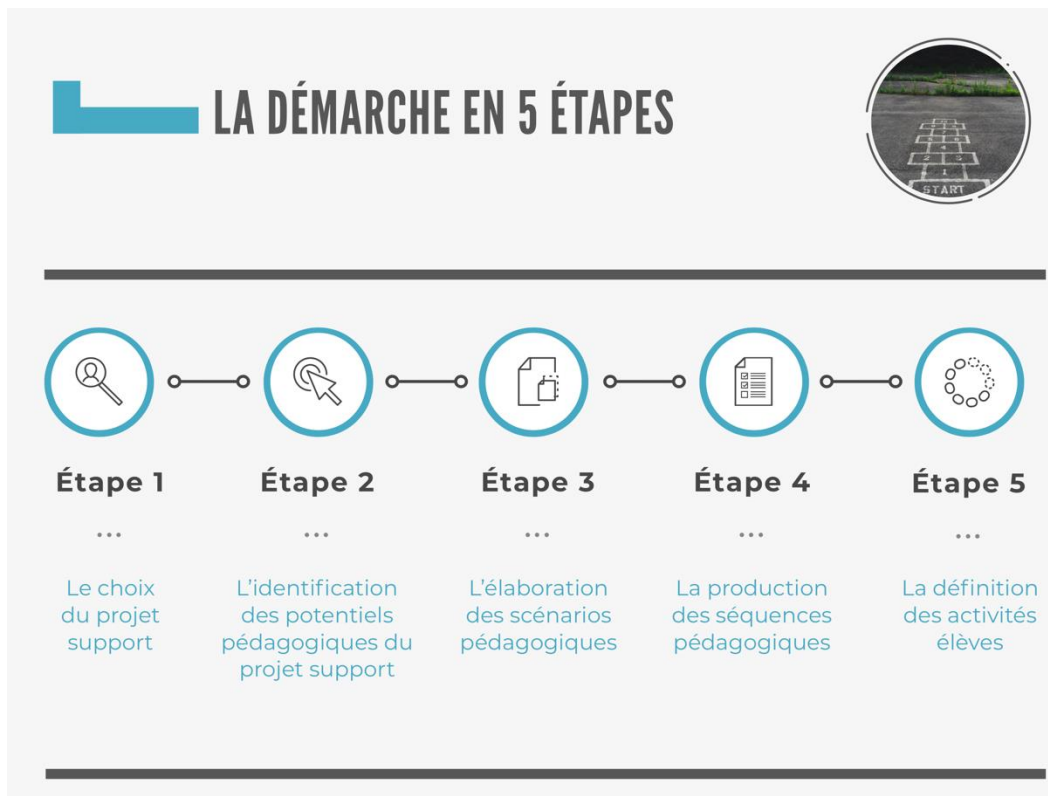 LA DÉMARCHE EN 5 ÉTAPES
START
1
4
Étape 1
...
Le choix
du projet
support
Étape 2
...
L'identification
des potentiels
pédagogiques du
projet support
Étape 3
...
L'élaboration
des scénarios
pédagogiques
Étape 4
...
La production
des séquences
pédagogiques
Étape 5
...
La définition
des activités
élèves